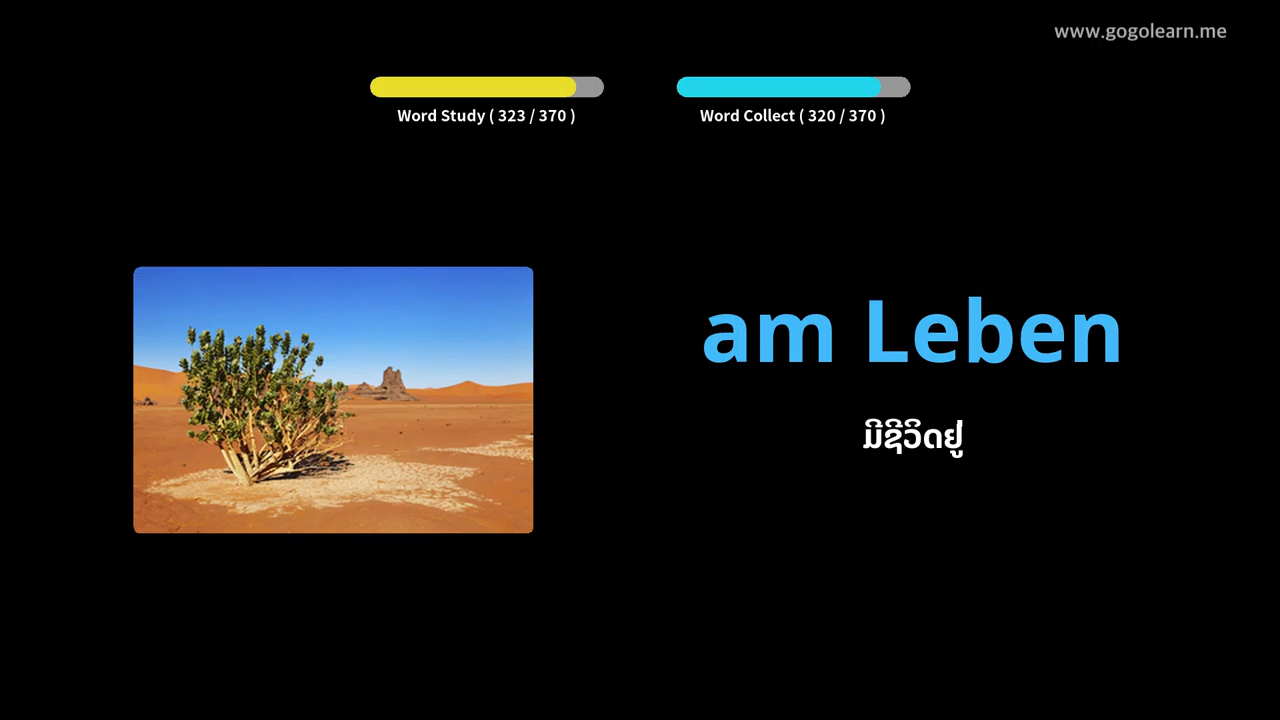 www.gogolearn.me
Word Study ( 323 / 370 )
Word Collect ( 320 / 370 )
am Leben
ມີຊີວິດຢູ່